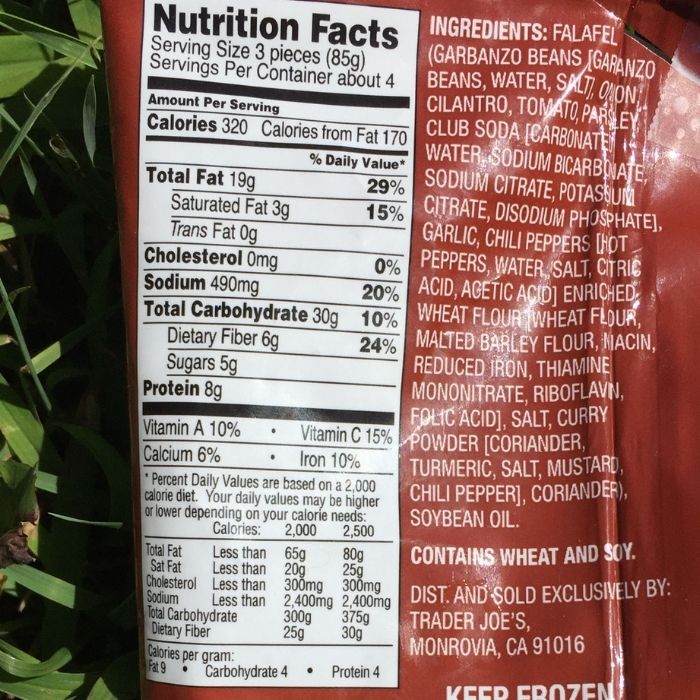 Nutrition Facts
Serving Size 3 pieces (85g)
Servings Per Container about 4
Amount Per Serving
Calories 320 Calories from Fat 170
% Daily Value*
Total Fat 19g 29%
Saturated Fat 3g 15%
Trans Fat 0g
Cholesterol 0mg 0%
Sodium 490mg 20%
Total Carbohydrate 30g 10%
Dietary Fiber 6g 24%
Sugars 5g
Protein 8g
Vitamin A 10% • Vitamin C 15%
Calcium 6% • Iron 10%
* Percent Daily Values are based on a 2,000
calorie diet. Your daily values may be higher
or lower depending on your calorie needs:
Calories: 2,000 2,500
Total Fat Less than 65g 80g
Sat Fat Less than 20g 25g
Cholesterol Less than 300mg 300mg
Sodium Less than 2,400mg 2,400mg
Total Carbohydrate 300g 375g
Dietary Fiber 25g 30g
Calories per gram:
Fat 9 • Carbohydrate 4 • Protein 4
INGREDIENTS: FALAFEL
(GARBANZO BEANS [GARANZO
BEANS, WATER, SALT], ONION
CILANTRO, TOMATO, PARSLEY
CLUB SODA [CARBONATED
WATER, SODIUM BICARBONATE,
SODIUM CITRATE, POTASSIUM
CITRATE, DISODIUM PHOSPHATE],
GARLIC, CHILI PEPPERS [HOT
PEPPERS, WATER, SALT, CITRIC
ACID, ACETIC ACID] ENRICHED
WHEAT FLOUR [WHEAT FLOUR,
MALTED BARLEY FLOUR, NIACIN,
REDUCED IRON, THIAMINE
MONONITRATE, RIBOFLAVN,
FOLIC ACID], SALT, CURRY
POWDER [CORIANDER,
TURMERIC, SALT, MUSTARD,
CHILI PEPPER], CORIANDER),
SOYBEAN OIL.
CONTAINS WHEAT AND SOY.
DIST. AND SOLD EXCLUSIVELY BY:
TRADER JOE'S,
MONROVIA, CA 91016
KEEP FROZEN